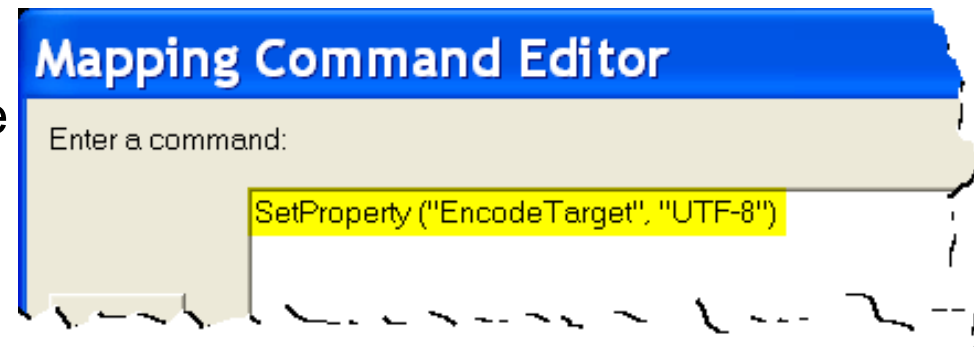 Mapping Command Editor
e
Enter a command:
SetProperty ("EncodeTarget", "UTF-8")